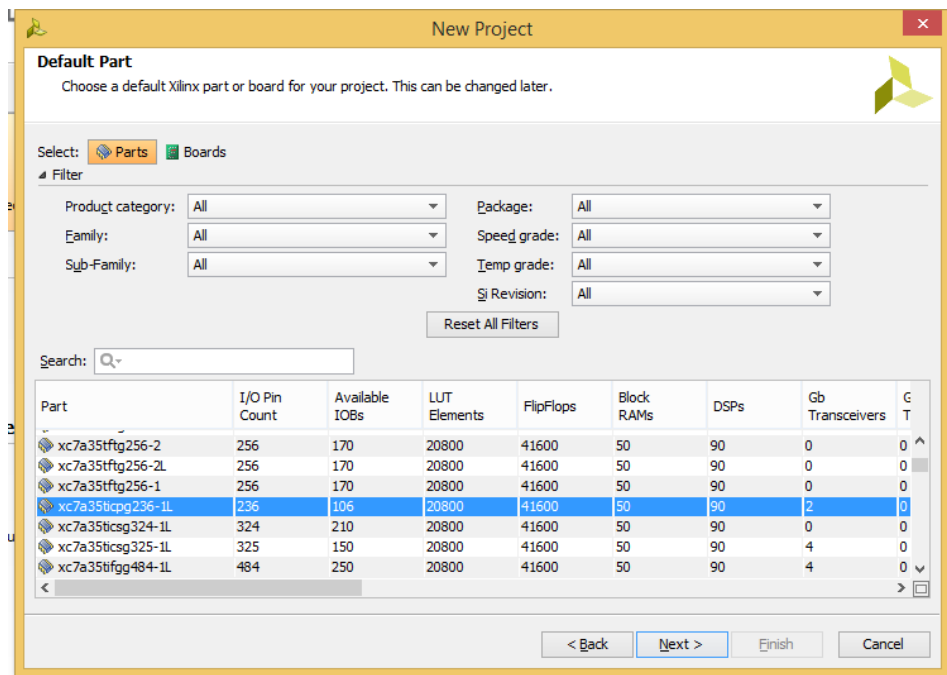 New Project
Default Part
Choose a default Xilinx part or board for your project. This can be changed later.
Select: Parts Boards
Filter
Product category: All Package: All
Family: All Speed grade: All
Sub-Family: All Temp grade: All
Si Revision: All
Reset All Filters
Search:
Part I/O Pin Count Available IOBs LUT Elements FlipFlops Block RAMs DSPs Gb Transceivers G T
xc7a35tftg256-2 256 170 20800 41600 50 90 0 0
xc7a35tftg256-2L 256 170 20800 41600 50 90 0 0
xc7a35tftg256-1 256 170 20800 41600 50 90 0 0
xc7a35ticpg236-1L 236 106 20800 41600 50 90 2 0
xc7a35ticsg324-1L 324 210 20800 41600 50 90 0 0
xc7a35ticsg325-1L 325 150 20800 41600 50 90 4 0
xc7a35tifgg484-1L 484 250 20800 41600 50 90 4 0
< Back Next > Finish Cancel